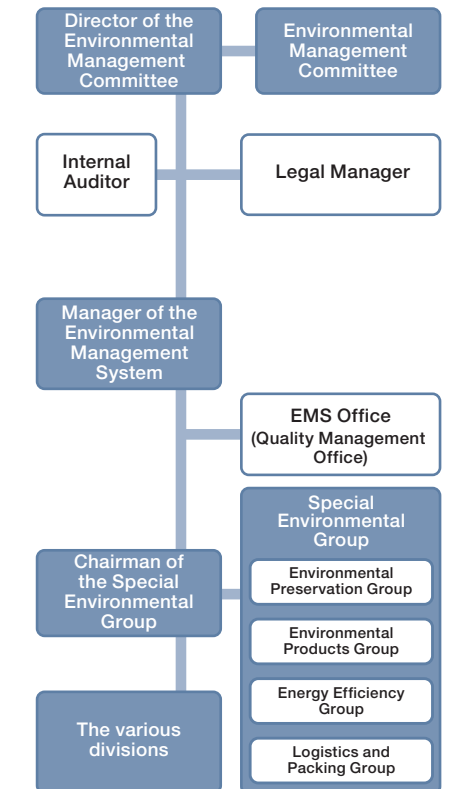 Director of the
Environmental
Management
Committee
Environmental
Management
Committee
Internal
Auditor
Legal Manager
Manager of the
Environmental
Management
System
EMS Office
(Quality Management
Office)
Special
Environmental
Group
Chairman of
the Special
Environmental
Group
Environmental
Preservation Group
Environmental
Products Group
Energy Efficiency
Group
Logistics and
Packing Group
The various
divisions